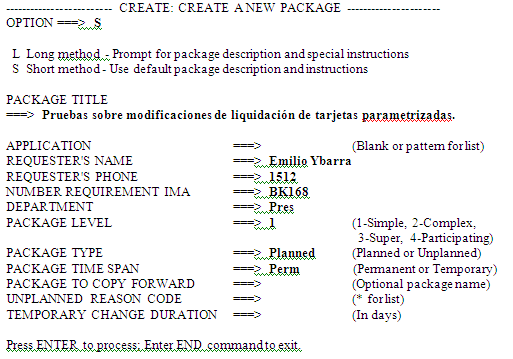 ------------------------- CREATE: CREATE A NEW PACKAGE ----------------------
OPTION ===> S
L Long method - Prompt for package description and special instructions
S Short method - Use default package description and instructions
PACKAGE TITLE
===> Pruebas sobre modificaciones de liquidación de tarjetas parametrizadas.
APPLICATION ===> (Blank or pattern for list)
REQUESTER'S NAME ===> Emilio Ybarra
REQUESTER'S PHONE ===> 1512
NUMBER REQUIREMENT IMA ===> BK168
DEPARTMENT ===> Pres
PACKAGE LEVEL ===> 1 (1-Simple, 2-Complex,
3-Super, 4-Participating)
PACKAGE TYPE ===> Planned (Planned or Unplanned)
PACKAGE TIME SPAN ===> Perm (Permanent or Temporary)
PACKAGE TO COPY FORWARD ===> (Optional package name)
UNPLANNED REASON CODE ===> (* for list)
TEMPORARY CHANGE DURATION ===> (In days)
Press ENTER to process; Enter END command to exit.